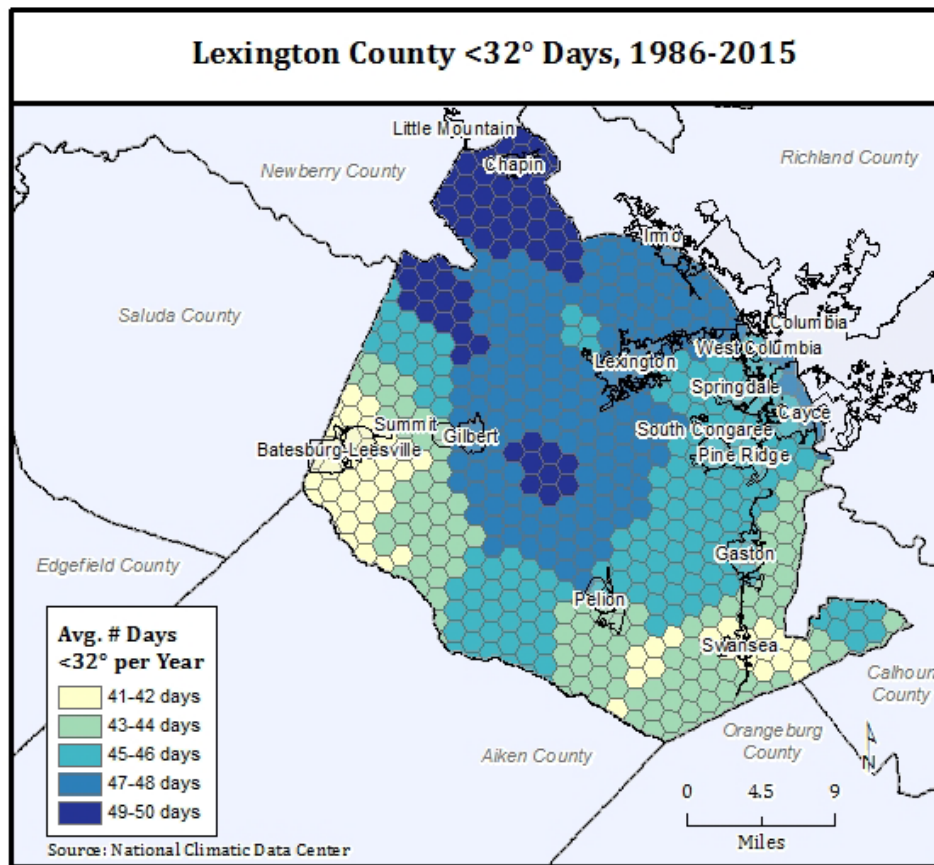 Lexington County <32° Days, 1986-2015
Little Mountain
Chapin
Newberry County
Richland County
Irmo
Saluda County
Columbia
West Columbia
Lexington
Springdale
Cayce
Summit
Gilbert
South Congaree
Batesburg-Leesville
Pine Ridge
Gaston
Edgefield County
Pelion
Swansea
Calhoun
County
Orangeburg
County
Aiken County
N
Avg. # Days
<32° per Year
41-42 days
43-44 days
45-46 days
47-48 days
49-50 days
0 4.5 9
Miles
Source: National Climatic Data Center